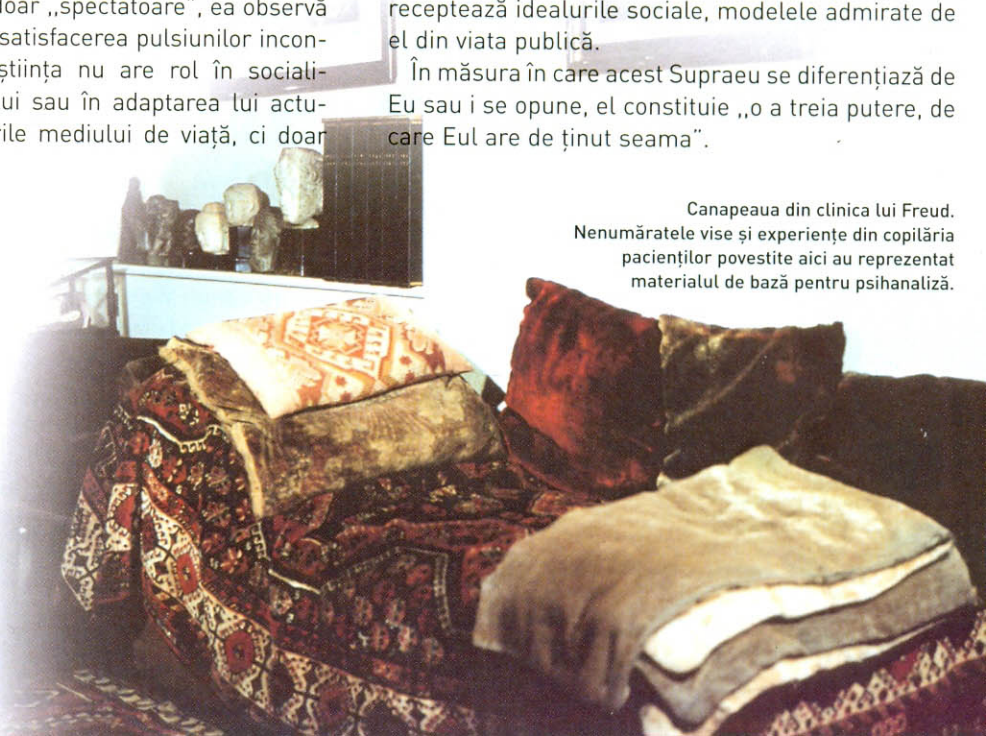 doar ,,spectatoare", ea observă
satisfacerea pulsiunilor incon-
știința nu are rol în sociali-
lui sau în adaptarea lui actu-
rile mediului de viață, ci doar
receptează idealurile sociale, modelele admirate de
el din viata publică.
În măsura în care acest Supraeu se diferențiază de
Eu sau i se opune, el constituie ,,o a treia putere, de
care Eul are de ținut seama".
Canapeaua din clinica lui Freud.
Nenumăratele vise și experiențe din copilăria
pacienților povestite aici au reprezentat
materialul de bază pentru psihanaliză.